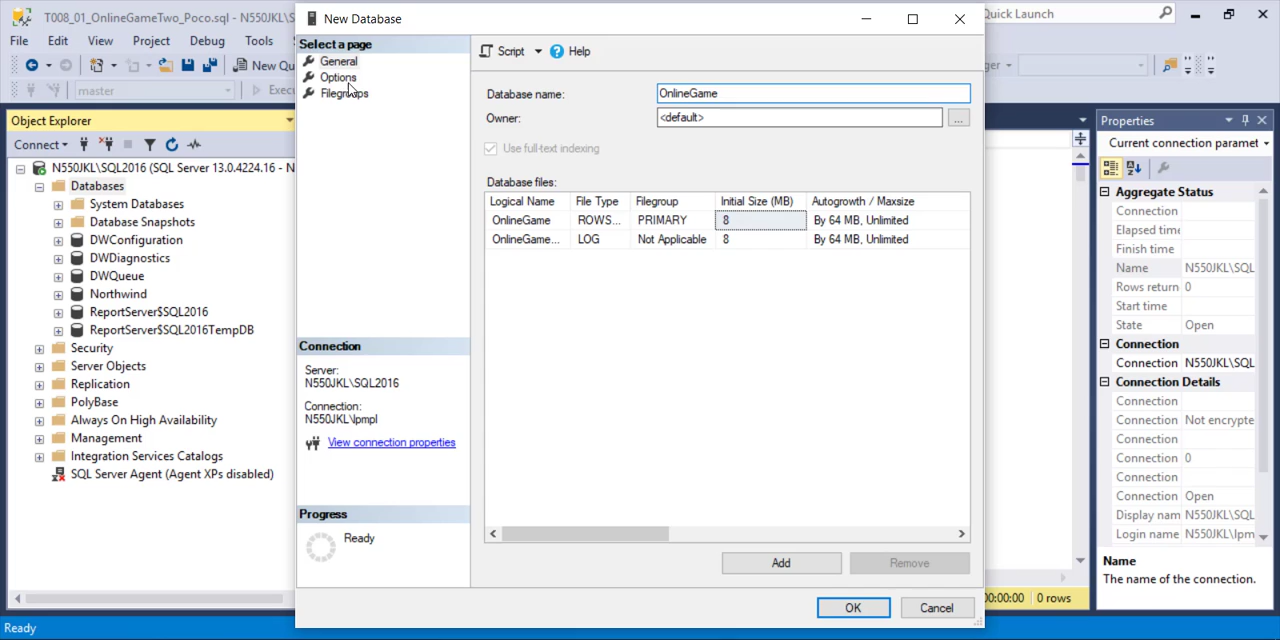 T008_01_OnlineGameTwo_Poco.sql - N550JKL\S
New Database
Quick Launch
File Edit View Project Debug Tools
Select a page
General
Options
Filegroups
Script
Help
New Qu
master
Execu
ger
Database name:
OnlineGame
Owner:
<default>
...
Use full-text indexing
Database files:
Logical Name File Type Filegroup Initial Size (MB) Autogrowth / Maxsize
OnlineGame ROWS... PRIMARY 8 By 64 MB, Unlimited
OnlineGame... LOG Not Applicable 8 By 64 MB, Unlimited
Object Explorer
Connect
N550JKL\SQL2016 (SQL Server 13.0.4224.16 - N
Databases
System Databases
Database Snapshots
DWConfiguration
DWDiagnostics
DWQueue
Northwind
ReportServer$SQL2016
ReportServer$SQL2016TempDB
Security
Server Objects
Replication
PolyBase
Always On High Availability
Management
Integration Services Catalogs
SQL Server Agent (Agent XPs disabled)
Connection
Server:
N550JKL\SQL2016
Connection:
N550JKL\lpmpl
View connection properties
Progress
Ready
Add
Remove
OK
Cancel
Properties
Current connection paramet
Aggregate Status
Connection
Elapsed time
Finish time
Name N550JKL\SQL
Rows return 0
Start time
State Open
Connection
Connection N550JKL\SQL
Connection Details
Connection
Connection Not encrypte
Connection
Connection 0
Connection
Connection Open
Display nam N550JKL\SQL
Login name N550JKL\lpm
Name
The name of the connection.
00:00:00 0 rows
Ready